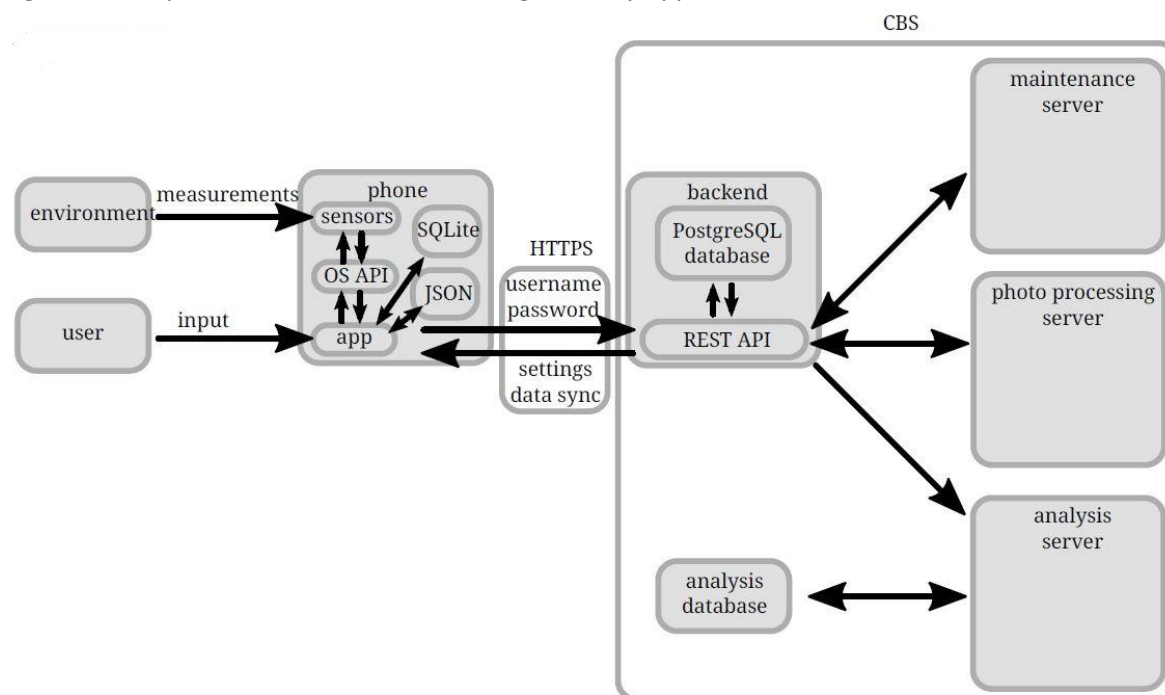 CBS
maintenance
server
environment
measurements
phone
sensors
SQLite
OS API
JSON
app
user
input
HTTPS
username
password
settings
data sync
backend
PostgreSQL
database
REST API
photo processing
server
analysis
server
analysis
database